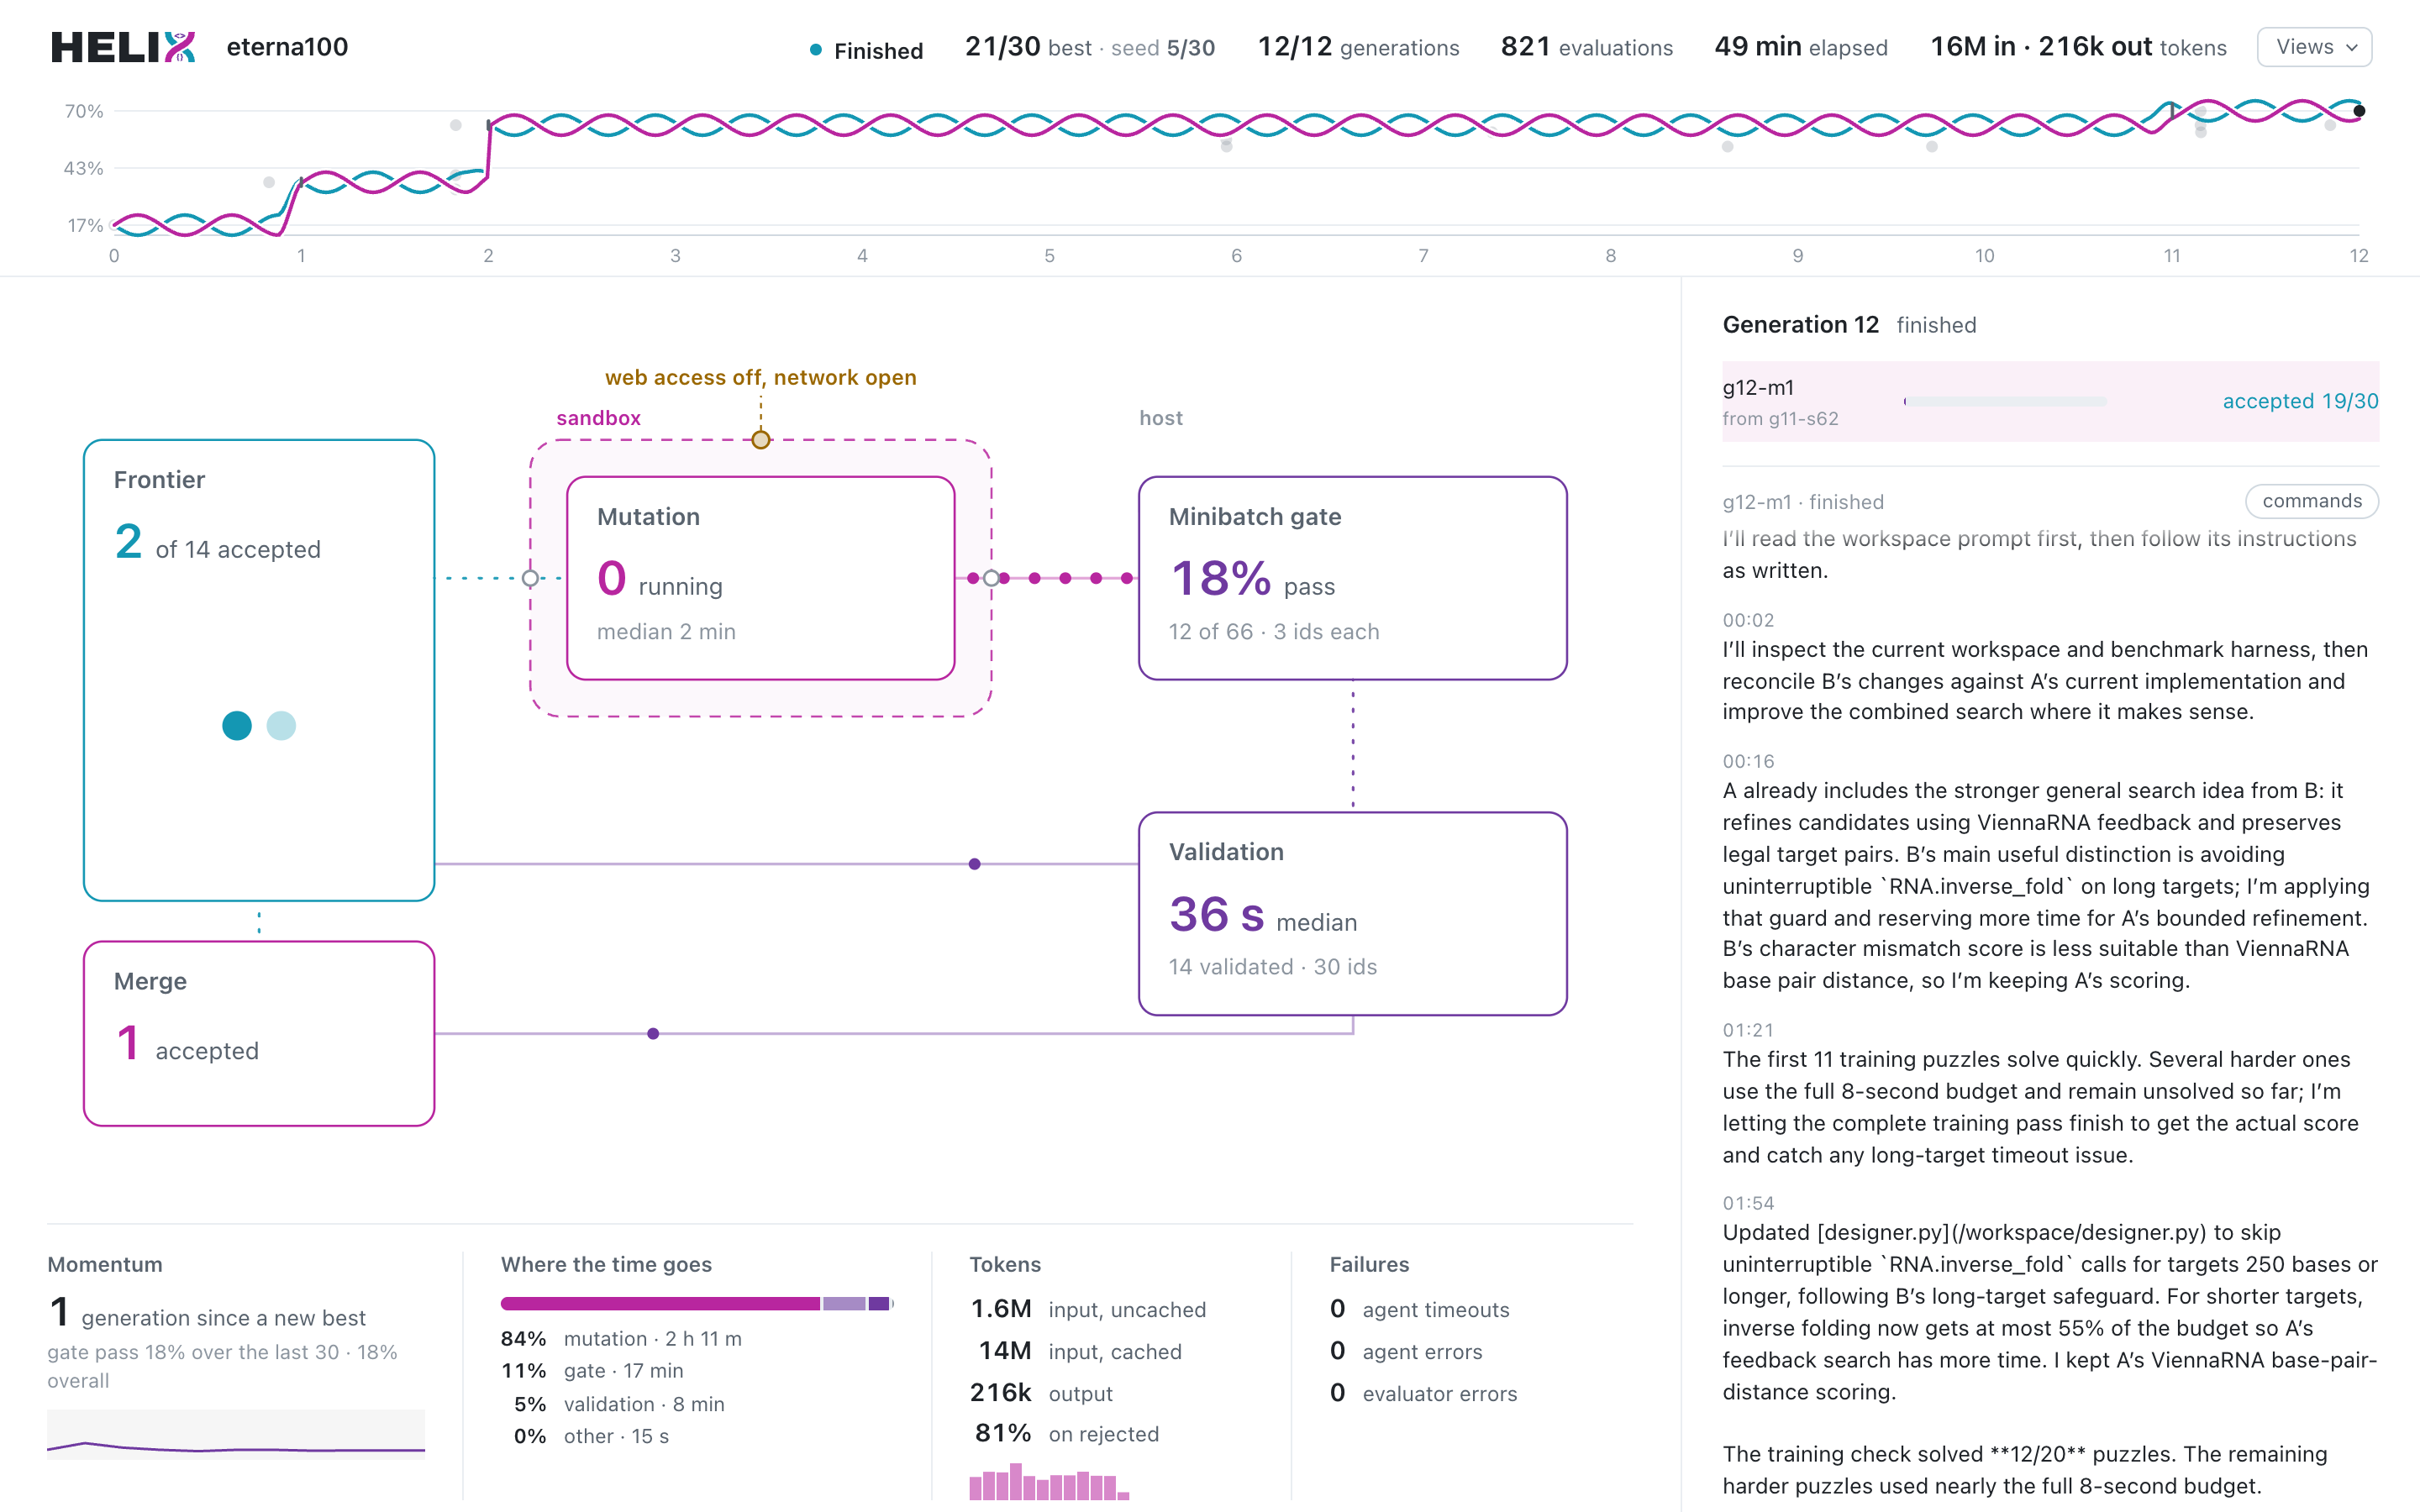 HELIX eterna100
Finished 21/30 best · seed 5/30 12/12 generations 821 evaluations 49 min elapsed 16M in · 216k out tokens Views
70%
43%
17%
0 1 2 3 4 5 6 7 8 9 10 11 12
web access off, network open
sandbox
host
Frontier
2 of 14 accepted
Mutation
0 running
median 2 min
Minibatch gate
18% pass
12 of 66 · 3 ids each
Validation
36 s median
14 validated · 30 ids
Merge
1 accepted
Momentum
1 generation since a new best
gate pass 18% over the last 30 · 18%
overall
Where the time goes
84% mutation · 2 h 11 m
11% gate · 17 min
5% validation · 8 min
0% other · 15 s
Tokens
1.6M input, uncached
14M input, cached
216k output
81% on rejected
Failures
0 agent timeouts
0 agent errors
0 evaluator errors
Generation 12 finished
g12-m1
from g11-s62
accepted 19/30
g12-m1 · finished
commands
I’ll read the workspace prompt first, then follow its instructions
as written.
00:02
I’ll inspect the current workspace and benchmark harness, then
reconcile B’s changes against A’s current implementation and
improve the combined search where it makes sense.
00:16
A already includes the stronger general search idea from B: it
refines candidates using ViennaRNA feedback and preserves
legal target pairs. B’s main useful distinction is avoiding
uninterruptible `RNA.inverse_fold` on long targets; I’m applying
that guard and reserving more time for A’s bounded refinement.
B’s character mismatch score is less suitable than ViennaRNA
base pair distance, so I’m keeping A’s scoring.
01:21
The first 11 training puzzles solve quickly. Several harder ones
use the full 8-second budget and remain unsolved so far; I’m
letting the complete training pass finish to get the actual score
and catch any long-target timeout issue.
01:54
Updated [designer.py](/workspace/designer.py) to skip
uninterruptible `RNA.inverse_fold` calls for targets 250 bases or
longer, following B’s long-target safeguard. For shorter targets,
inverse folding now gets at most 55% of the budget so A’s
feedback search has more time. I kept A’s ViennaRNA base-pair-
distance scoring.
The training check solved **12/20** puzzles. The remaining
harder puzzles used nearly the full 8-second budget.